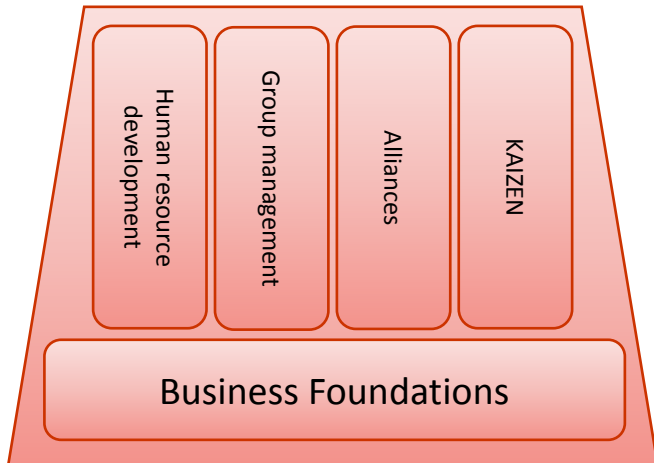 Human resource
development
Group management
Alliances
KAIZEN
Business Foundations